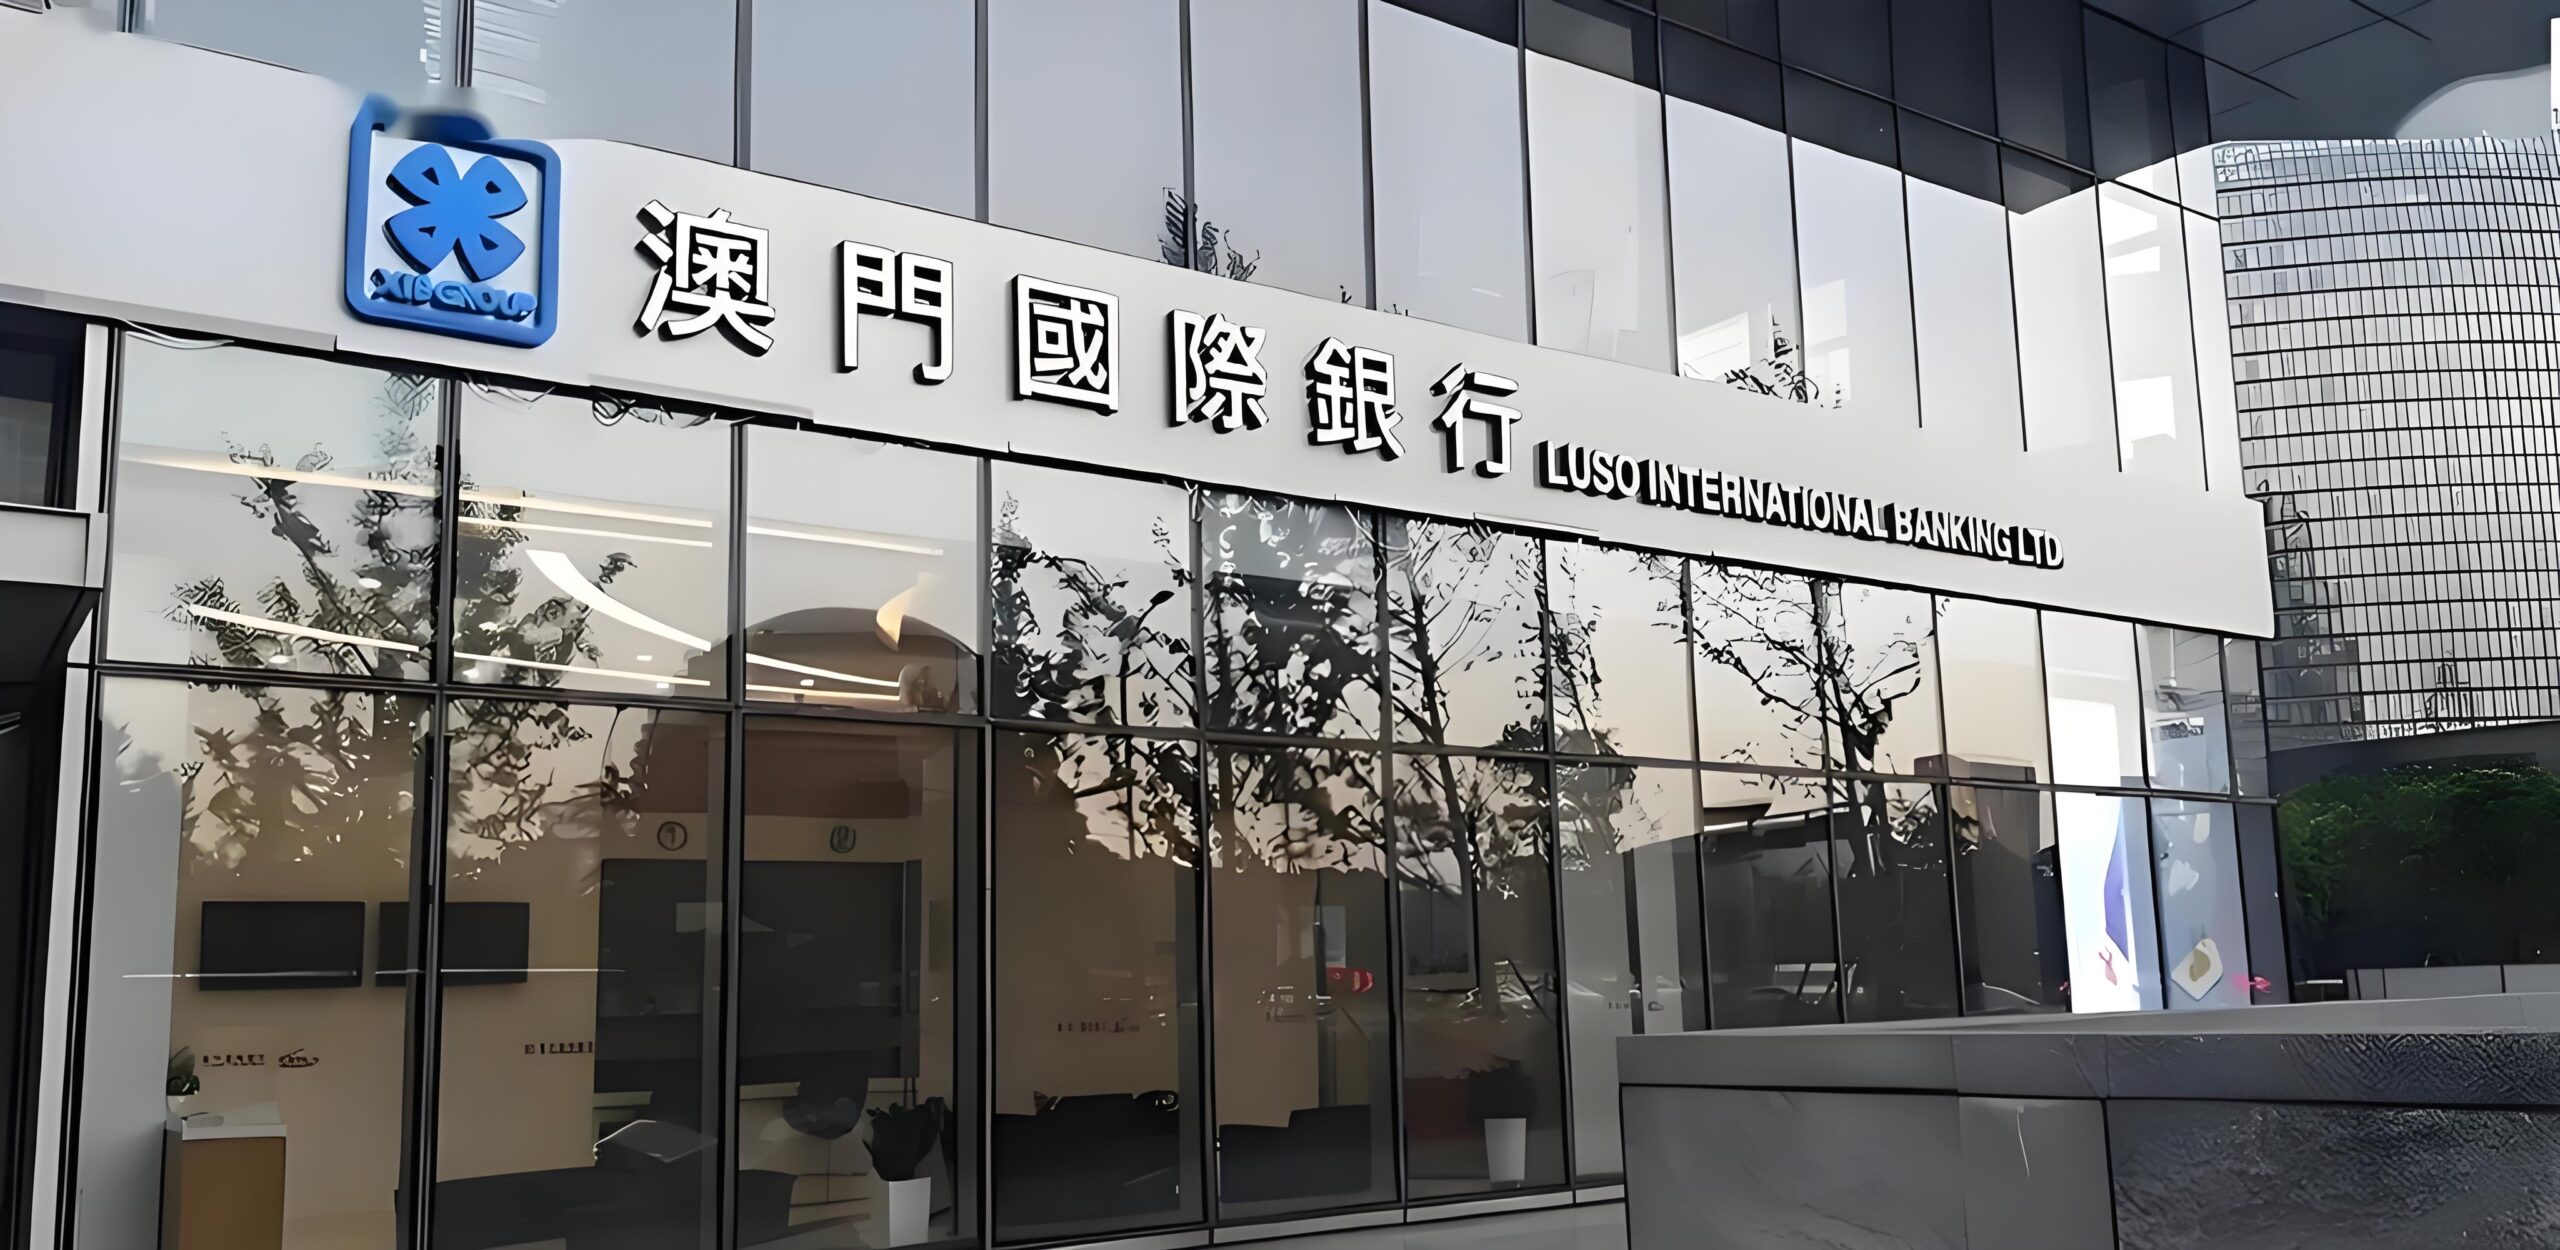 XIB GROUP
澳門國際銀行
LUSO INTERNATIONAL BANKING LTD